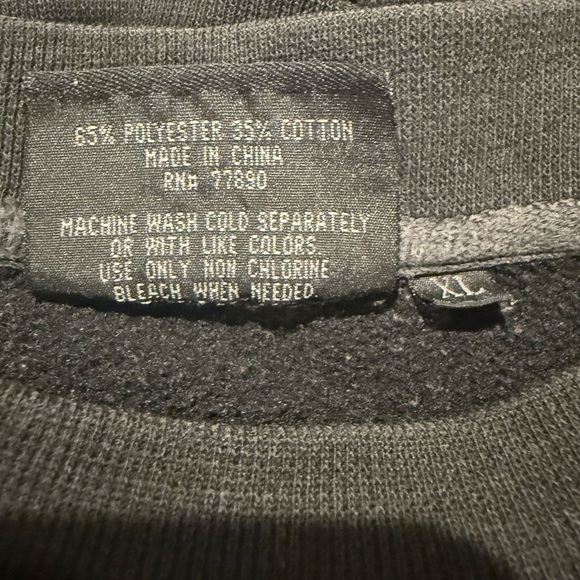 65% POLYESTER 35% COTTON
MADE IN CHINA
RN# 77890
MACHINE WASH COLD SEPARATELY
OR WITH LIKE COLORS.
USE ONLY NON CHLORINE
BLEACH WHEN NEEDED.
XL